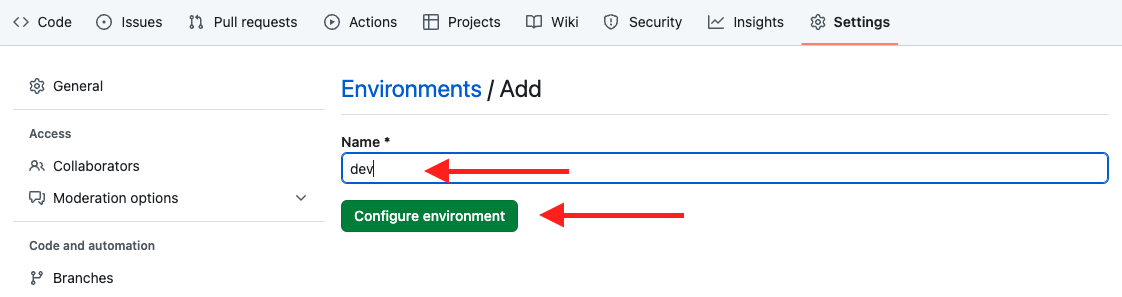 Code Issues Pull requests Actions Projects Wiki Security Insights Settings
General
Environments / Add
Access
Name *
Collaborators
dev
Moderation options
Configure environment
Code and automation
Branches